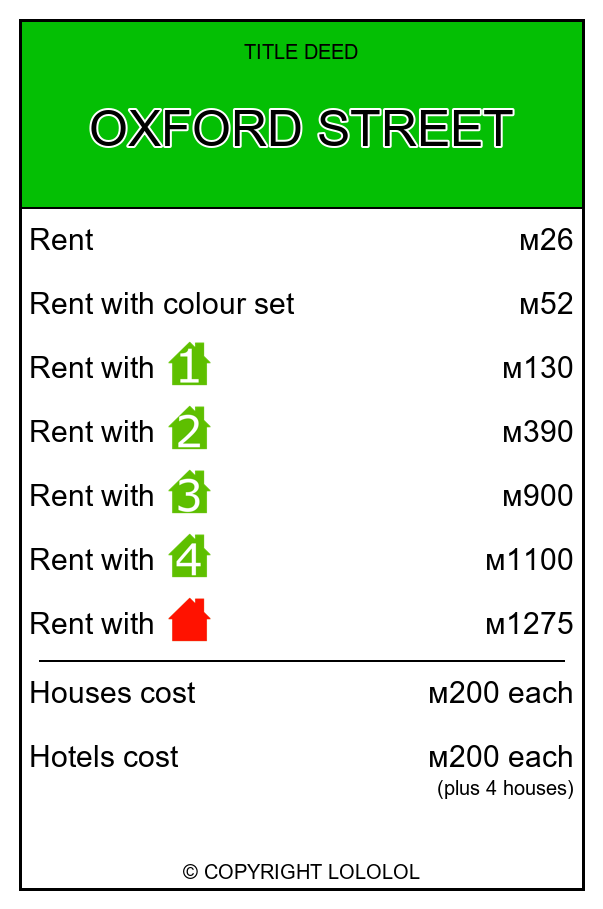 TITLE DEED
OXFORD STREET
Rent м26
Rent with colour set м52
Rent with 1 м130
Rent with 2 м390
Rent with 3 м900
Rent with 4 м1100
Rent with м1275
Houses cost м200 each
Hotels cost м200 each
(plus 4 houses)
© COPYRIGHT LOLOLOL